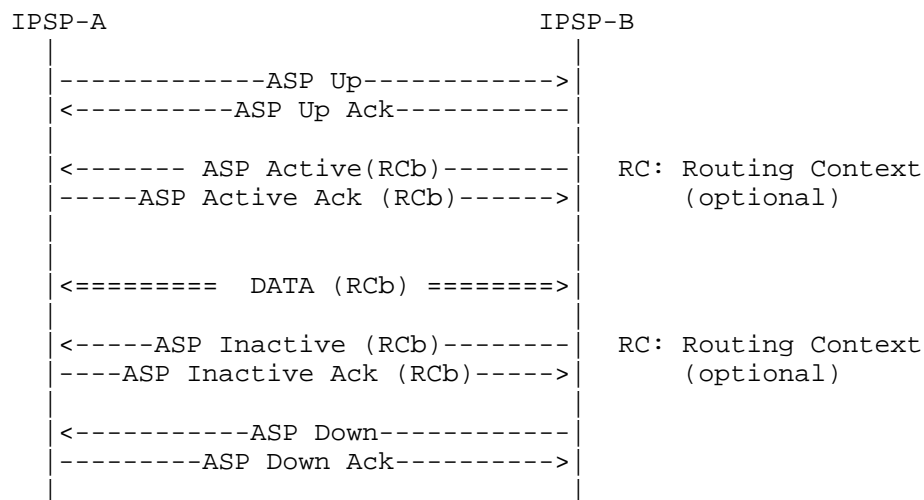 IPSP-A                              IPSP-B
|                                   |
|-------------ASP Up------------>|
|<----------ASP Up Ack-----------|
|                                   |
|<------- ASP Active(RCb)--------|  RC: Routing Context
|-----ASP Active Ack (RCb)------>|      (optional)
|                                   |
|                                   |
|<=========  DATA (RCb) ========>|
|                                   |
|<-----ASP Inactive (RCb)--------|  RC: Routing Context
|----ASP Inactive Ack (RCb)----->|      (optional)
|                                   |
|<-----------ASP Down------------|
|---------ASP Down Ack---------->|
|                                   |